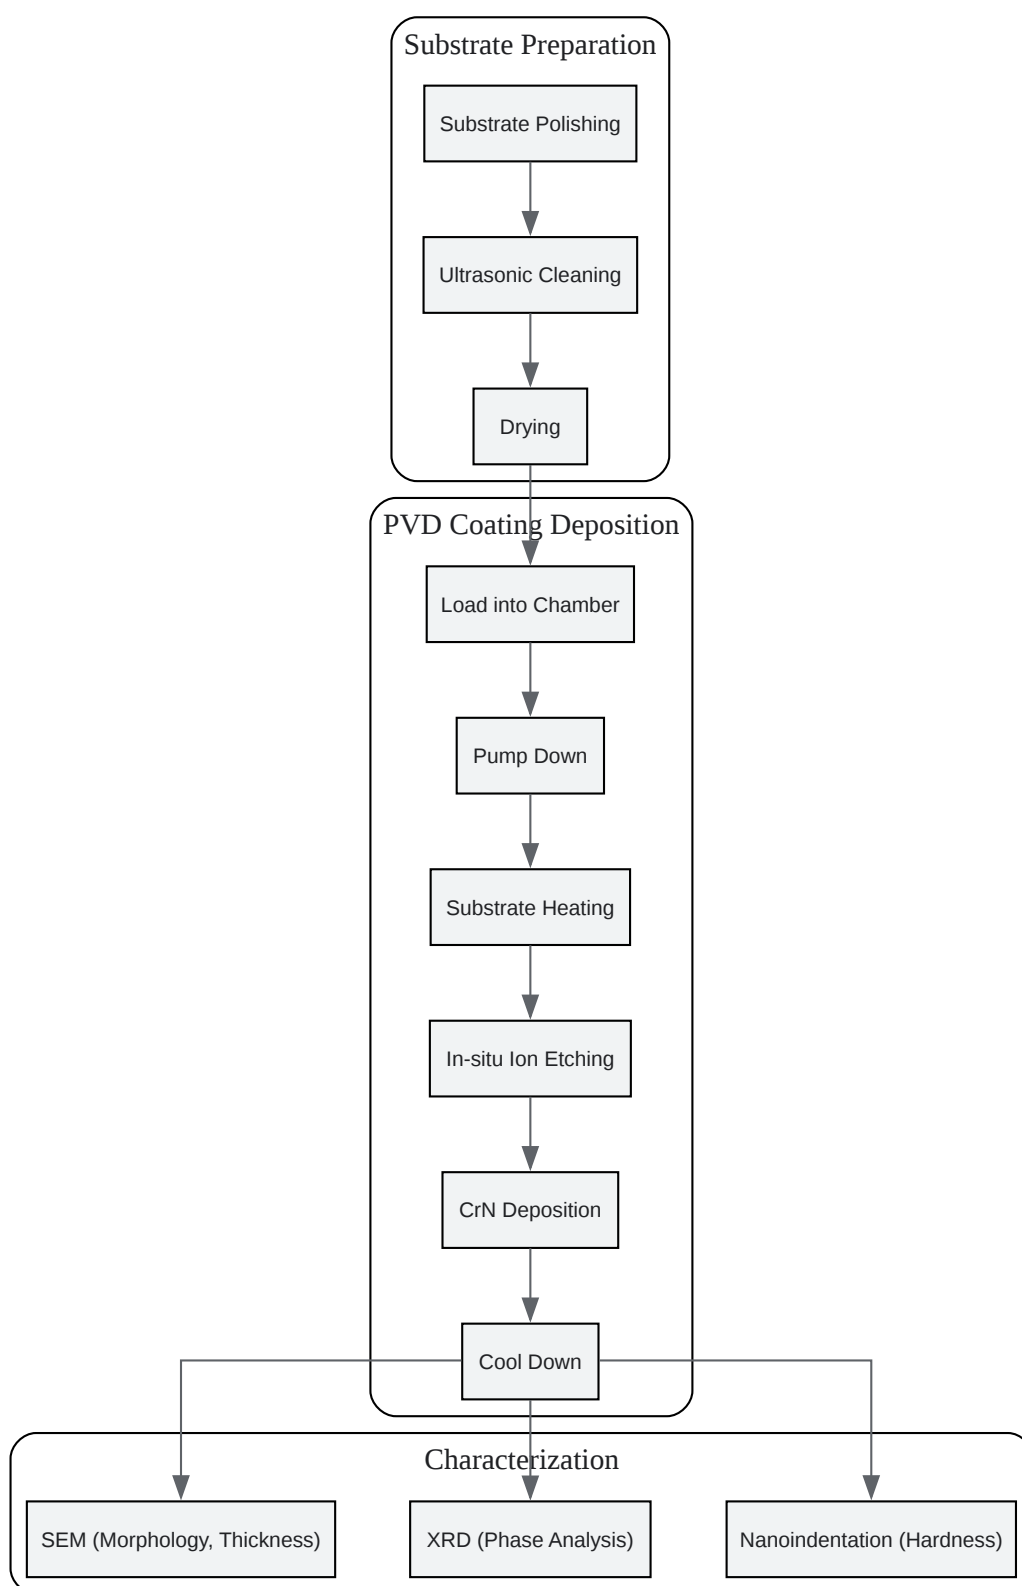 Substrate Preparation
Substrate Polishing
Ultrasonic Cleaning
Drying
PVD Coating Deposition
Load into Chamber
Pump Down
Substrate Heating
In-situ Ion Etching
CrN Deposition
Cool Down
Characterization
SEM (Morphology, Thickness)
XRD (Phase Analysis)
Nanoindentation (Hardness)